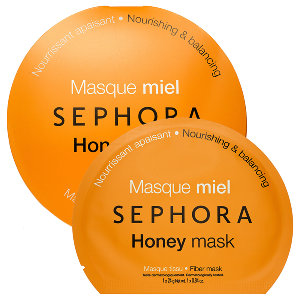 Nourrissant apaisant • Nourishing & balancing
Masque miel
SEPHORA
Hon
Ma
Nourrissant apaisant • Nourishing & balancing
Masque miel
SEPHORA
Honey mask
Masque tissu • Fiber mask